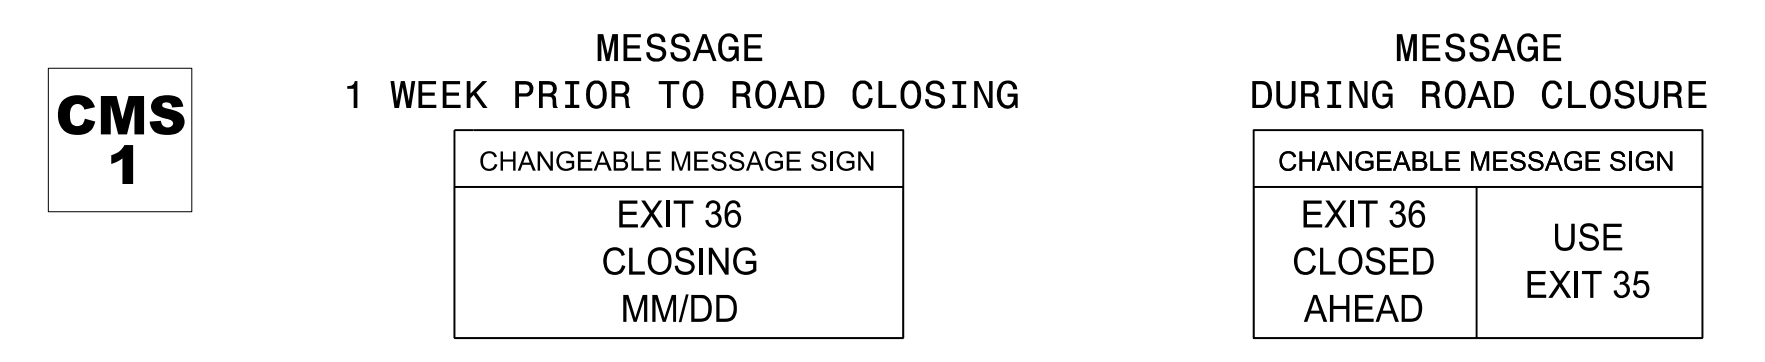 CMS
1
MESSAGE
1 WEEK PRIOR TO ROAD CLOSING
CHANGEABLE MESSAGE SIGN
EXIT 36
CLOSING
MM/DD
MESSAGE
DURING ROAD CLOSURE
CHANGEABLE MESSAGE SIGN
EXIT 36
CLOSED
AHEAD
USE
EXIT 35